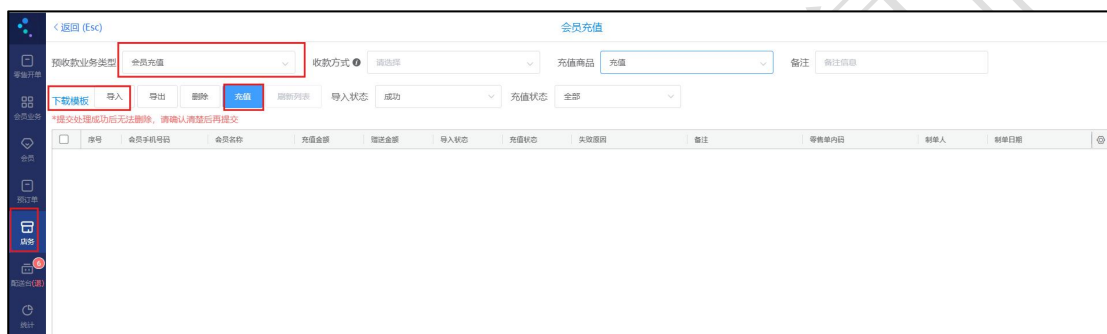 < 返回 (Esc)
会员充值
预收款业务类型 会员充值 收款方式 请选择 充值商品 充值 备注 备注信息
下载模板 导入 导出 删除 充值 刷新列表 导入状态 成功 充值状态 全部
*提交处理成功后无法删除，请确认清楚后再提交
序号 会员手机号码 会员名称 充值金额 赠送金额 导入状态 充值状态 失败原因 备注 零售单内码 制单人 制单日期
零售开单
会员业务
会员
预订单
店务
6
配送台(退)
统计